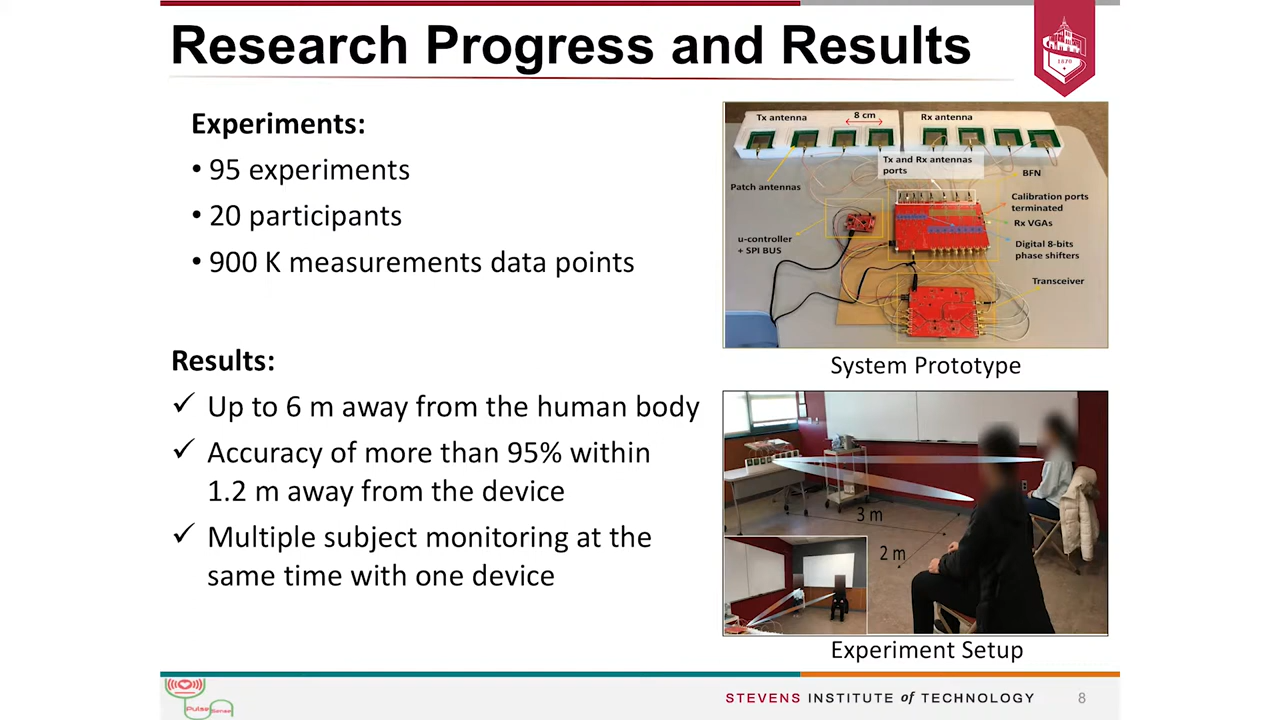 Research Progress and Results
1870
Experiments:
• 95 experiments
• 20 participants
• 900 K measurements data points
Results:
✓ Up to 6 m away from the human body
✓ Accuracy of more than 95% within
1.2 m away from the device
✓ Multiple subject monitoring at the
same time with one device
Tx antenna
8 cm
Rx antenna
Tx and Rx antennas
ports
Patch antennas
BFN
Calibration ports
terminated
Rx VGAs
u-controller
+ SPI BUS
Digital 8-bits
phase shifters
Transceiver
System Prototype
3 m
2 m
Experiment Setup
PulseSense
STEVENS INSTITUTE of TECHNOLOGY
8